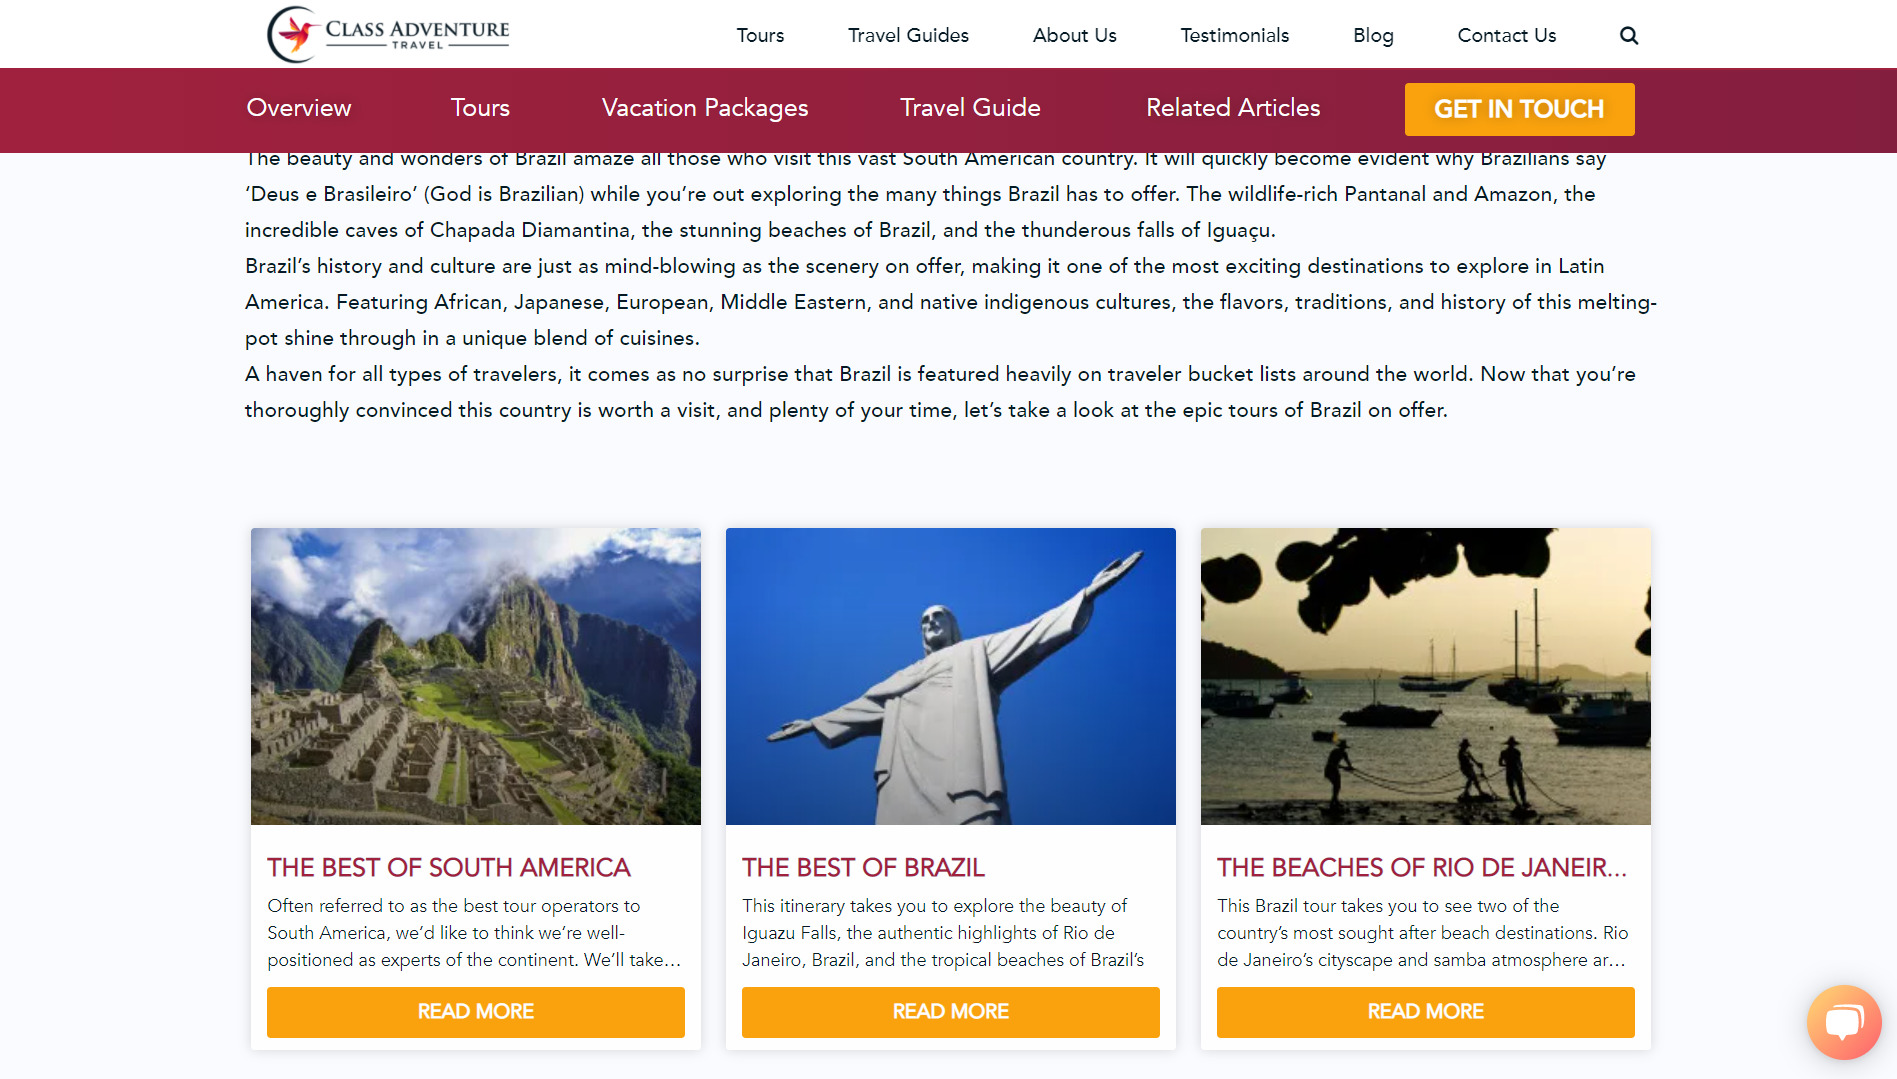 CLASS ADVENTURE
TRAVEL
Tours
Travel Guides
About Us
Testimonials
Blog
Contact Us
Overview
Tours
Vacation Packages
Travel Guide
Related Articles
GET IN TOUCH
The beauty and wonders of Brazil amaze all those who visit this vast South American country. It will quickly become evident why Brazilians say
‘Deus e Brasileiro’ (God is Brazilian) while you’re out exploring the many things Brazil has to offer. The wildlife-rich Pantanal and Amazon, the
incredible caves of Chapada Diamantina, the stunning beaches of Brazil, and the thunderous falls of Iguaçu.
Brazil’s history and culture are just as mind-blowing as the scenery on offer, making it one of the most exciting destinations to explore in Latin
America. Featuring African, Japanese, European, Middle Eastern, and native indigenous cultures, the flavors, traditions, and history of this melting-
pot shine through in a unique blend of cuisines.
A haven for all types of travelers, it comes as no surprise that Brazil is featured heavily on traveler bucket lists around the world. Now that you’re
thoroughly convinced this country is worth a visit, and plenty of your time, let’s take a look at the epic tours of Brazil on offer.
THE BEST OF SOUTH AMERICA
Often referred to as the best tour operators to
South America, we’d like to think we’re well-
positioned as experts of the continent. We’ll take…
READ MORE
THE BEST OF BRAZIL
This itinerary takes you to explore the beauty of
Iguazu Falls, the authentic highlights of Rio de
Janeiro, Brazil, and the tropical beaches of Brazil’s
READ MORE
THE BEACHES OF RIO DE JANEIR…
This Brazil tour takes you to see two of the
country’s most sought after beach destinations. Rio
de Janeiro’s cityscape and samba atmosphere ar…
READ MORE